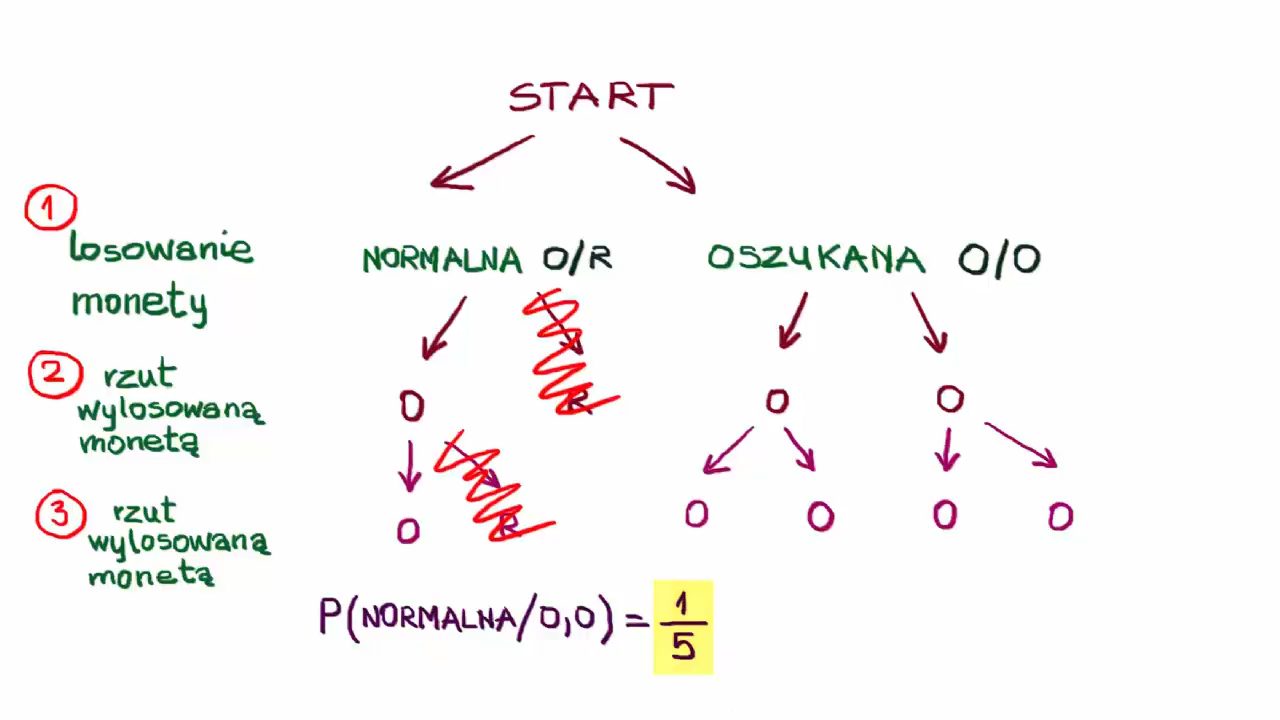 START
1
losowanie
monety
NORMALNA O/R
OSZUKANA O/O
2 rzut
wylosowaną
monetą
O
R
O
O
3 rzut
wylosowaną
monetą
O
R
O
O
O
O
P(NORMALNA/O,O) = 1/5